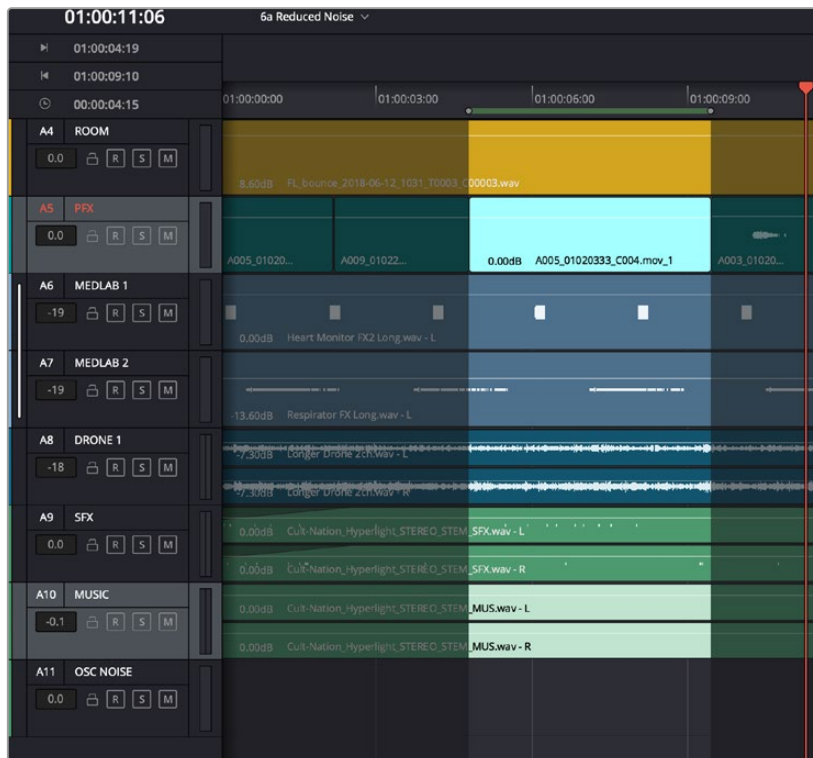 01:00:11:06
6a Reduced Noise
01:00:04:19
01:00:09:10
00:00:04:15
01:00:00:00 01:00:03:00 01:00:06:00 01:00:09:00
A4 ROOM
0.0 R S M
8.60dB FL_bounce_2018-06-12_1031_T0003_C00003.wav
A5 PFX
0.0 R S M
A005_01020... A009_01022... 0.00dB A005_01020333_C004.mov_1 A003_01020...
A6 MEDLAB 1
-19 R S M
0.00dB Heart Monitor FX2 Long.wav - L
A7 MEDLAB 2
-19 R S M
-13.60dB Respirator FX Long.wav - L
A8 DRONE 1
-7.30dB Longer Drone 2ch.wav - L
-18 R S M
-7.30dB Longer Drone 2ch.wav - R
A9 SFX
0.00dB Cult-Nation_Hyperlight_STEREO_STEM_SFX.wav - L
0.0 R S M
0.00dB Cult-Nation_Hyperlight_STEREO_STEM_SFX.wav - R
A10 MUSIC
0.00dB Cult-Nation_Hyperlight_STEREO_STEM_MUS.wav - L
-0.1 R S M
0.00dB Cult-Nation_Hyperlight_STEREO_STEM_MUS.wav - R
A11 OSC NOISE
0.0 R S M